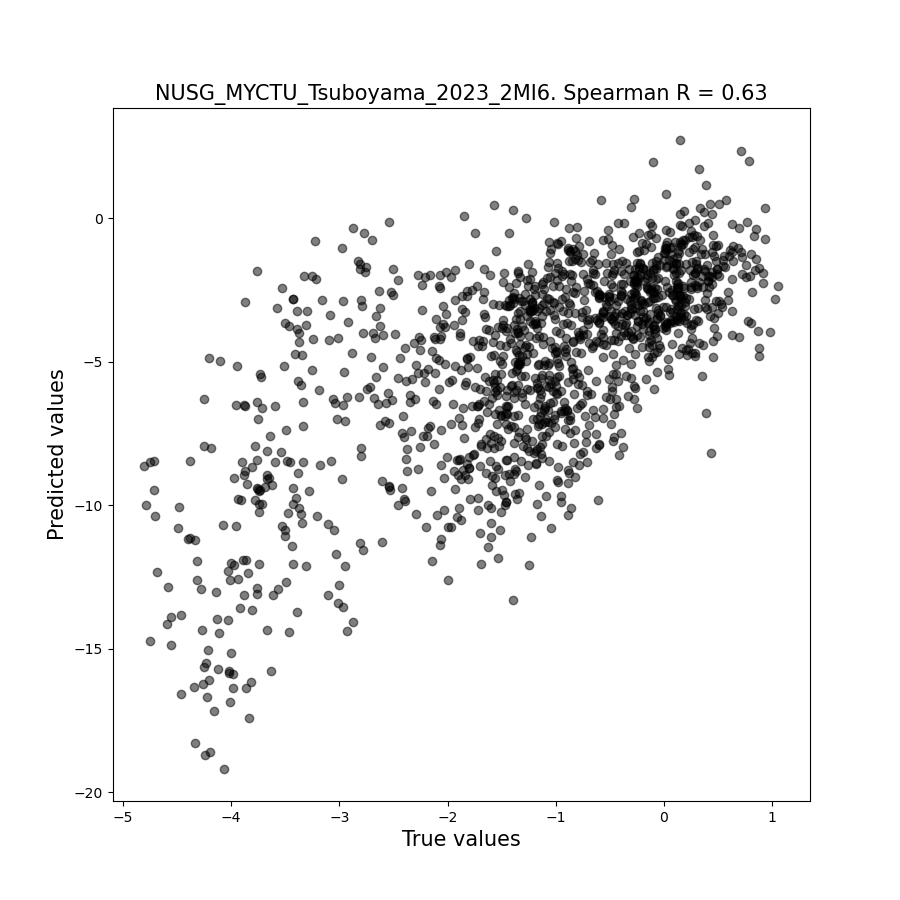 NUSG_MYCTU_Tsuboyama_2023_2MI6. Spearman R = 0.63
Predicted values
0
−5
−10
−15
−20
−5 −4 −3 −2 −1 0 1
True values